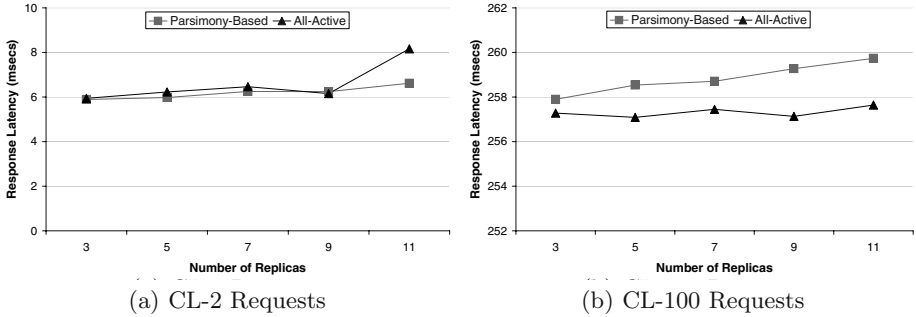 Response Latency (msecs)
10
8
6
4
2
0
Parsimony-Based
All-Active
3 5 7 9 11
Number of Replicas
(a) CL-2 Requests
Response Latency (msecs)
262
260
258
256
254
252
Parsimony-Based
All-Active
3 5 7 9 11
Number of Replicas
(b) CL-100 Requests